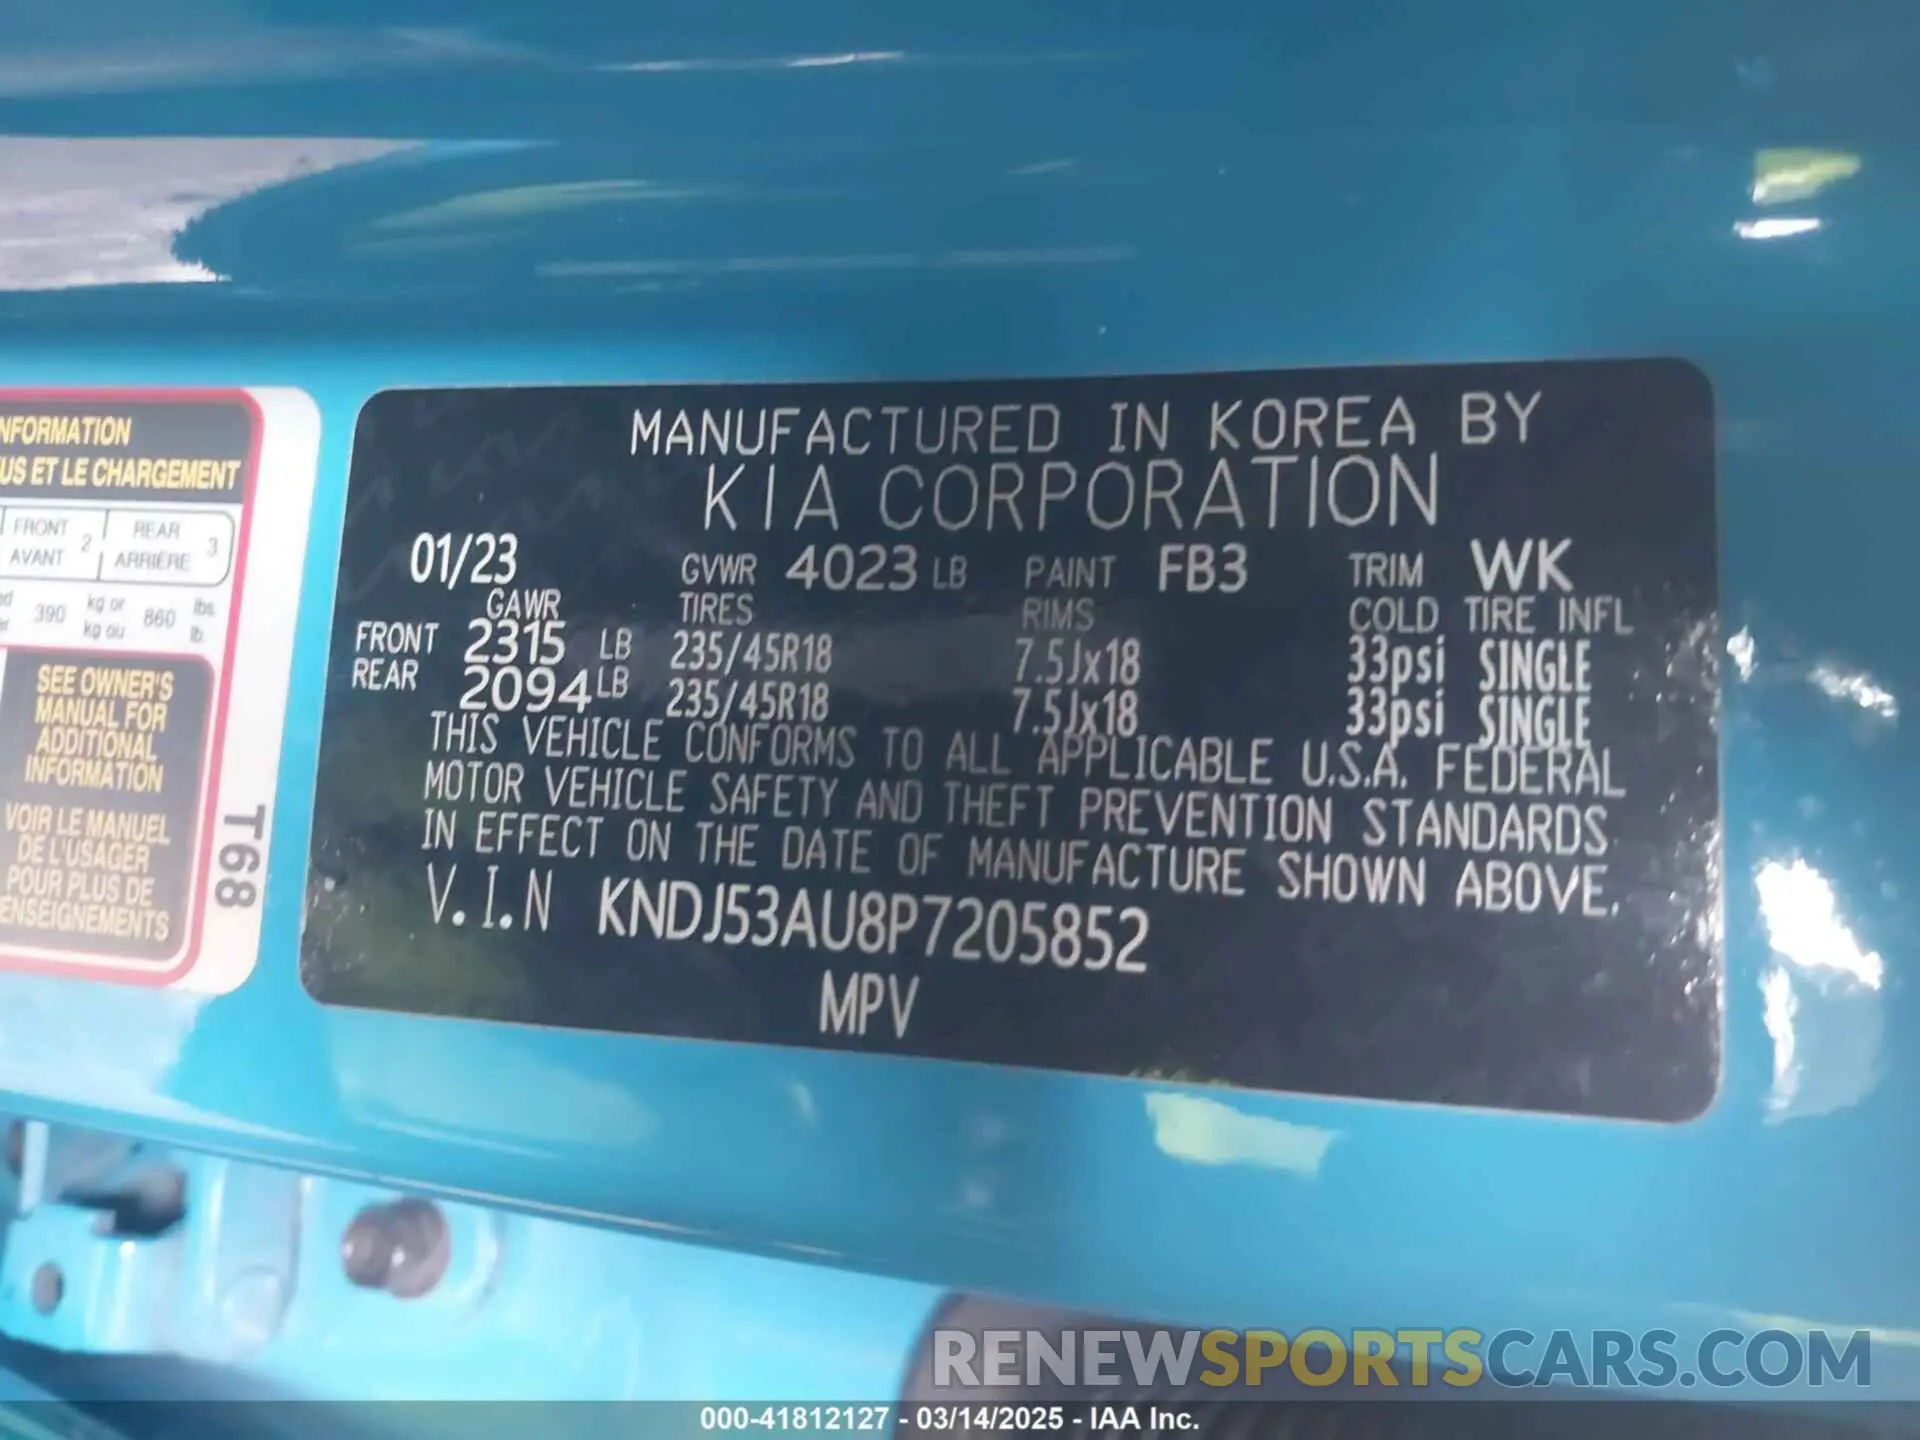 NFORMATION
US ET LE CHARGEMENT
FRONT 2 REAR 3
AVANT ARRIÈRE
390 kg or 860 lbs.
kg ou lb.
SEE OWNER'S
MANUAL FOR
ADDITIONAL
INFORMATION
VOIR LE MANUEL
DE L'USAGER
POUR PLUS DE
ENSEIGNEMENTS
T68
MANUFACTURED IN KOREA BY
KIA CORPORATION
01/23 GVWR 4023 LB PAINT FB3 TRIM WK
GAWR TIRES RIMS COLD TIRE INFL
FRONT 2315 LB 235/45R18 7.5Jx18 33psi SINGLE
REAR 2094 LB 235/45R18 7.5Jx18 33psi SINGLE
THIS VEHICLE CONFORMS TO ALL APPLICABLE U.S.A. FEDERAL
MOTOR VEHICLE SAFETY AND THEFT PREVENTION STANDARDS
IN EFFECT ON THE DATE OF MANUFACTURE SHOWN ABOVE.
V.I.N KNDJ53AU8P7205852
MPV
RENEWSPORTSCARS.COM
000-41812127 - 03/14/2025 - IAA Inc.